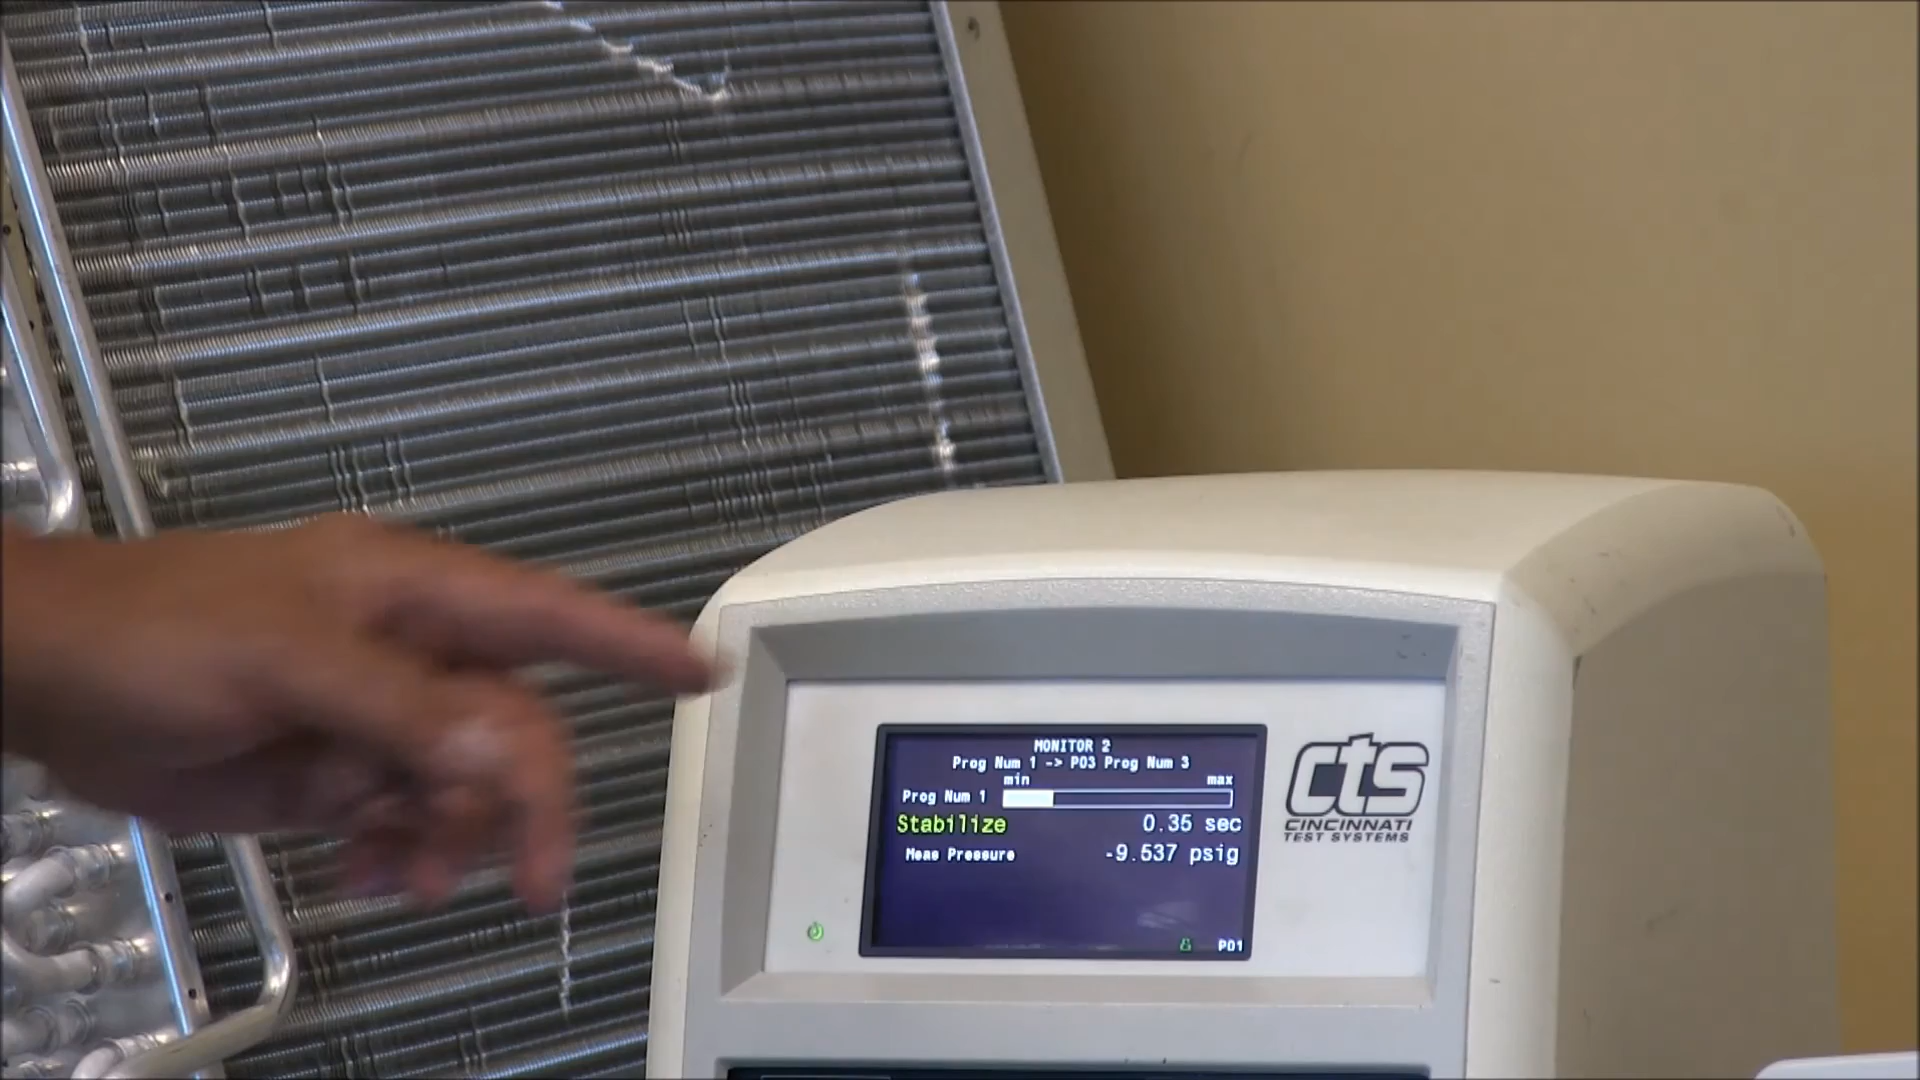 MONITOR 2
Prog Num 1 -> P03 Prog Num 3
min max
Prog Num 1
Stabilize 0.35 sec
Meas Pressure -9.537 psig
P01
cts
CINCINNATI
TEST SYSTEMS